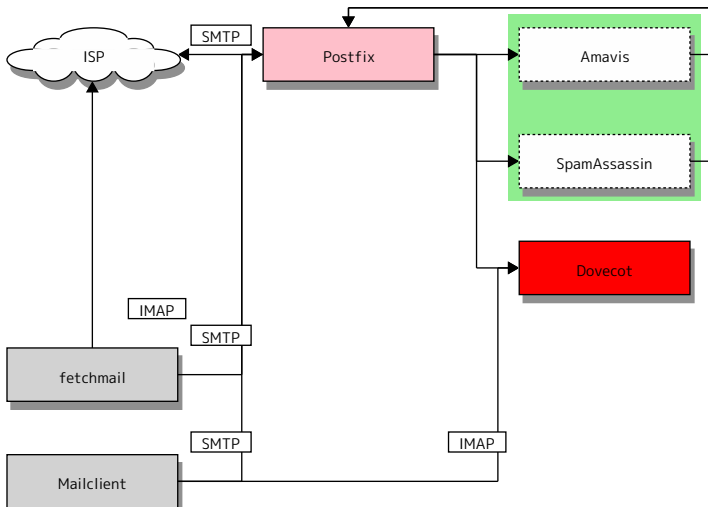 SMTP
ISP
Postfix
Amavis
SpamAssassin
Dovecot
IMAP
SMTP
fetchmail
SMTP
IMAP
Mailclient